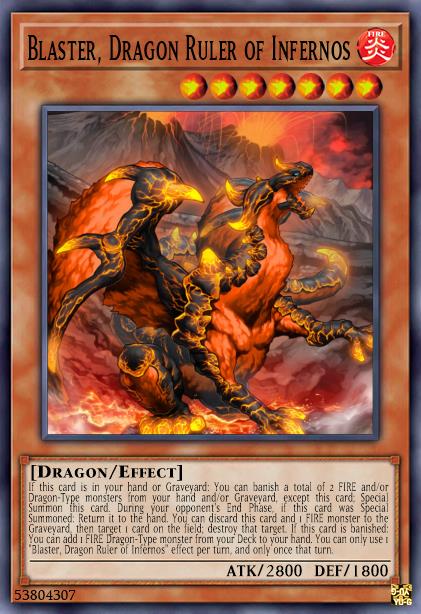 Blaster, Dragon Ruler of Infernos
FIRE
炎
[Dragon/Effect]
If this card is in your hand or Graveyard: You can banish a total of 2 FIRE and/or
Dragon-Type monsters from your hand and/or Graveyard, except this card; Special
Summon this card. During your opponent's End Phase, if this card was Special
Summoned: Return it to the hand. You can discard this card and 1 FIRE monster to the
Graveyard, then target 1 card on the field; destroy that target. If this card is banished:
You can add 1 FIRE Dragon-Type monster from your Deck to your hand. You can only use 1
"Blaster, Dragon Ruler of Infernos" effect per turn, and only once that turn.
ATK/2800 DEF/1800
53804307